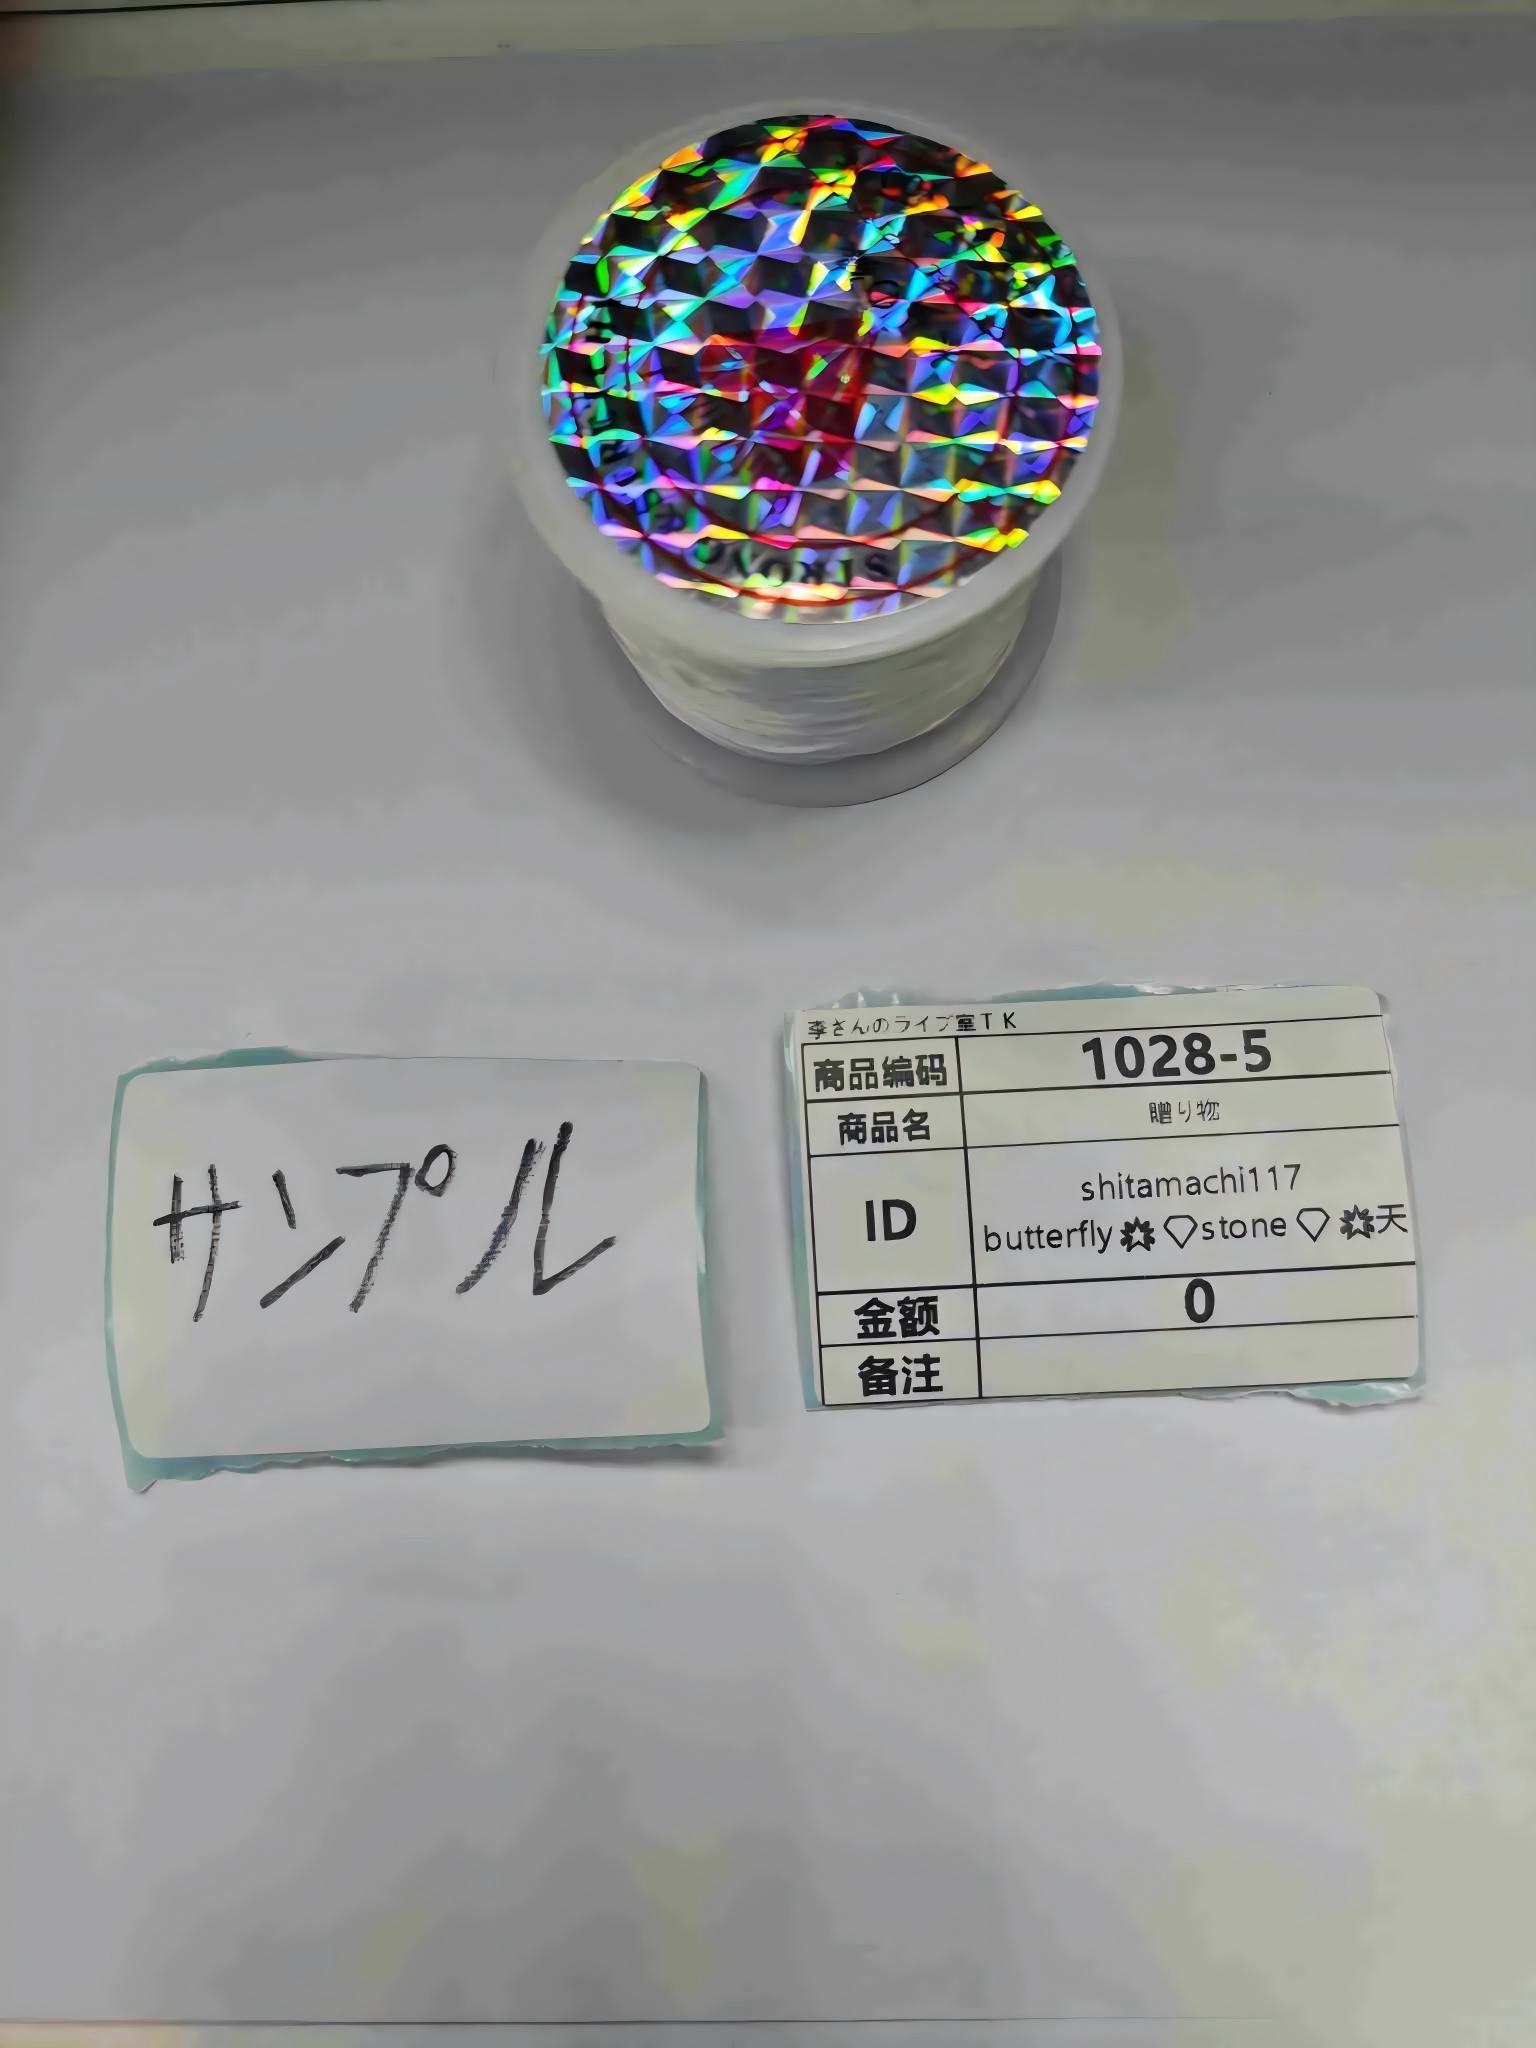 STRONG
サンプル
李さんのライブ室TK
商品编码 1028-5
商品名 贈り物
ID shitamachi117
butterfly✸♢stone♢✸天
金额 0
备注